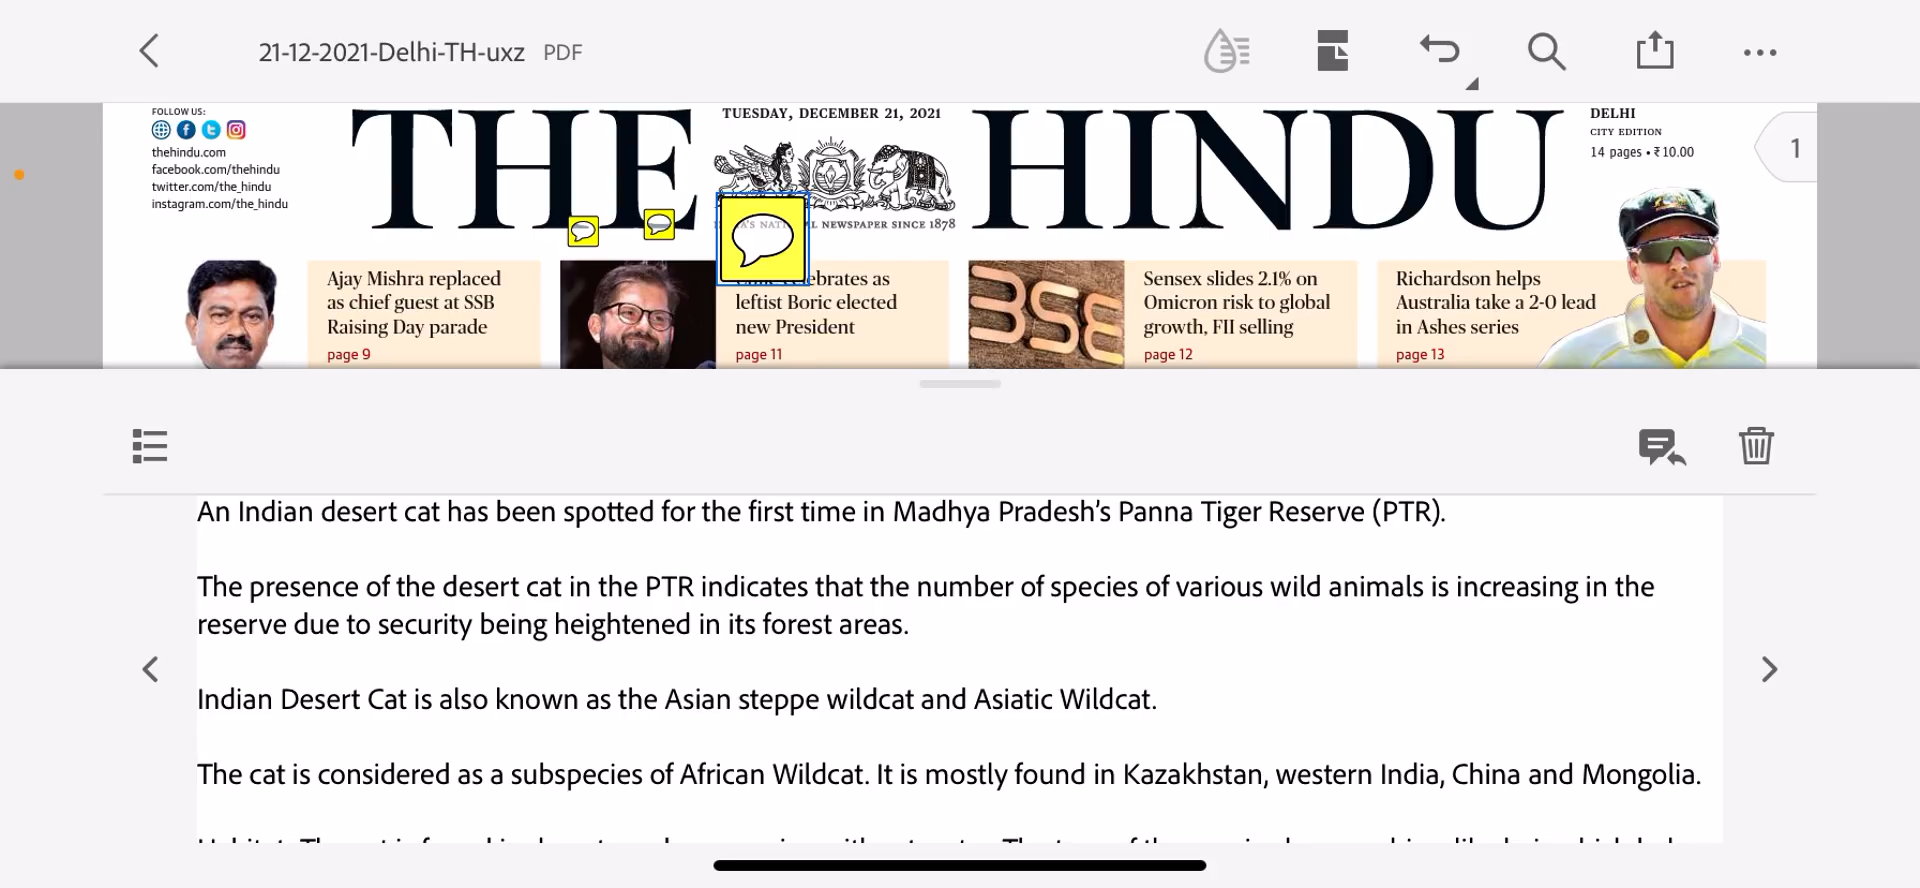 21-12-2021-Delhi-TH-uxz PDF
FOLLOW US:
thehindu.com
facebook.com/thehindu
twitter.com/the_hindu
instagram.com/the_hindu
THE HINDU
TUESDAY, DECEMBER 21, 2021
NEWSPAPER SINCE 1878
DELHI
CITY EDITION
14 pages • ₹10.00
1
Ajay Mishra replaced
as chief guest at SSB
Raising Day parade
page 9
leftist Boric elected
new President
page 11
BSE
Sensex slides 2.1% on
Omicron risk to global
growth, FII selling
page 12
Richardson helps
Australia take a 2-0 lead
in Ashes series
page 13
An Indian desert cat has been spotted for the first time in Madhya Pradesh's Panna Tiger Reserve (PTR).
The presence of the desert cat in the PTR indicates that the number of species of various wild animals is increasing in the
reserve due to security being heightened in its forest areas.
Indian Desert Cat is also known as the Asian steppe wildcat and Asiatic Wildcat.
The cat is considered as a subspecies of African Wildcat. It is mostly found in Kazakhstan, western India, China and Mongolia.